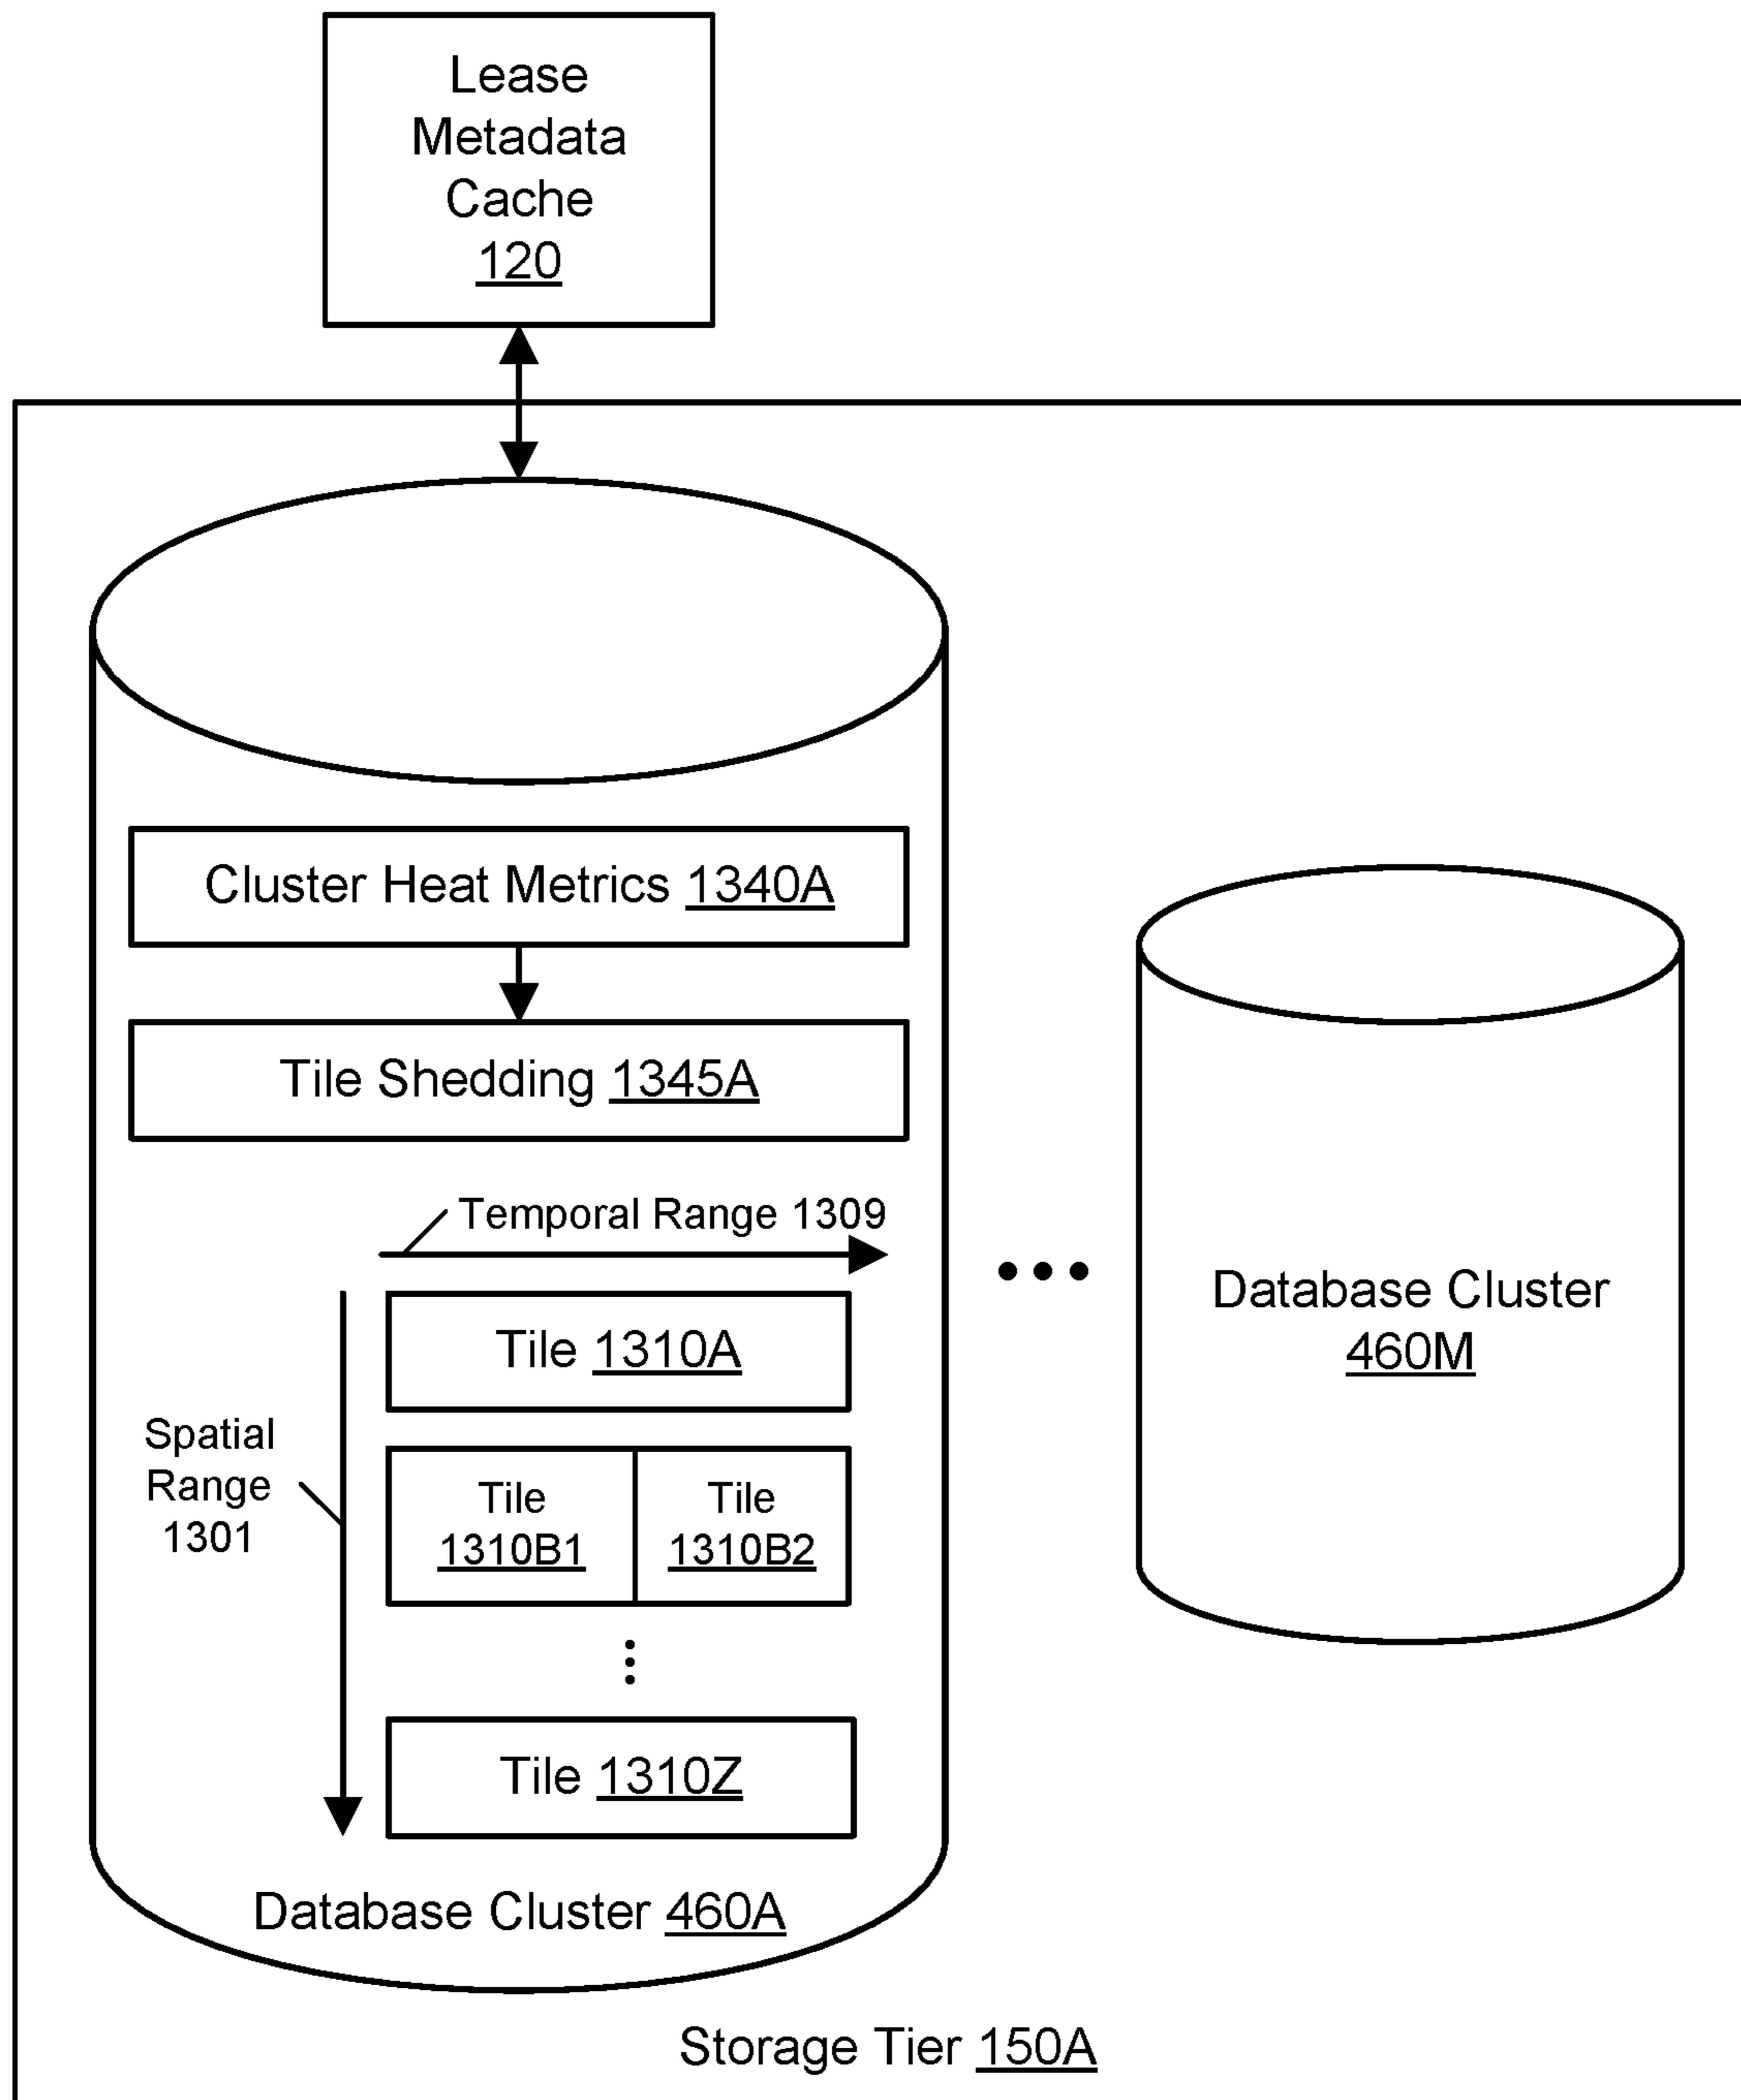 Lease
Metadata
Cache
120
Cluster Heat Metrics 1340A
Tile Shedding 1345A
Temporal Range 1309
Tile 1310A
Spatial
Range
1301
Tile
1310B1
Tile
1310B2
Tile 1310Z
Database Cluster 460A
Database Cluster
460M
Storage Tier 150A